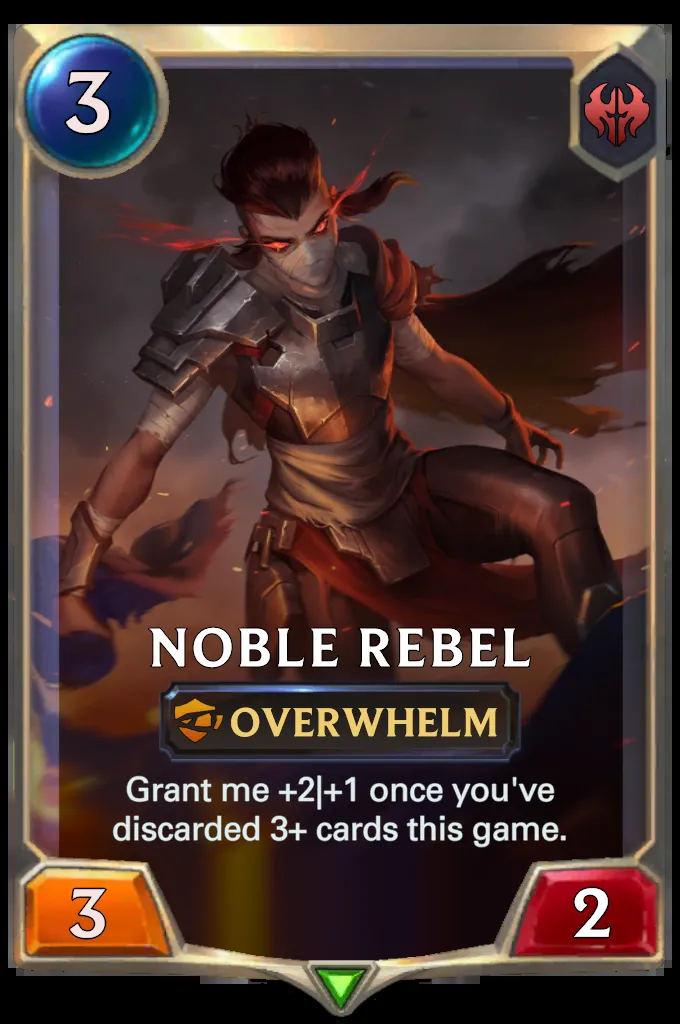 3
NOBLE REBEL
OVERWHELM
Grant me +2|+1 once you've
discarded 3+ cards this game.
3
2